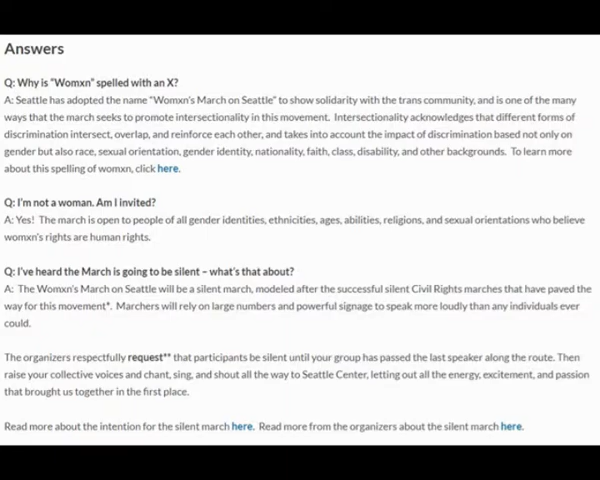 Answers
Q: Why is "Womxn" spelled with an X?
A: Seattle has adopted the name "Womxn's March on Seattle" to show solidarity with the trans community, and is one of the many
ways that the march seeks to promote intersectionality in this movement. Intersectionality acknowledges that different forms of
discrimination intersect, overlap, and reinforce each other, and takes into account the impact of discrimination based not only on
gender but also race, sexual orientation, gender identity, nationality, faith, class, disability, and other backgrounds. To learn more
about this spelling of womxn, click here.
Q: I'm not a woman. Am I invited?
A: Yes! The march is open to people of all gender identities, ethnicities, ages, abilities, religions, and sexual orientations who believe
womxn's rights are human rights.
Q: I've heard the March is going to be silent – what's that about?
A: The Womxn's March on Seattle will be a silent march, modeled after the successful silent Civil Rights marches that have paved the
way for this movement*. Marchers will rely on large numbers and powerful signage to speak more loudly than any individuals ever
could.
The organizers respectfully request** that participants be silent until your group has passed the last speaker along the route. Then
raise your collective voices and chant, sing, and shout all the way to Seattle Center, letting out all the energy, excitement, and passion
that brought us together in the first place.
Read more about the intention for the silent march here. Read more from the organizers about the silent march here.